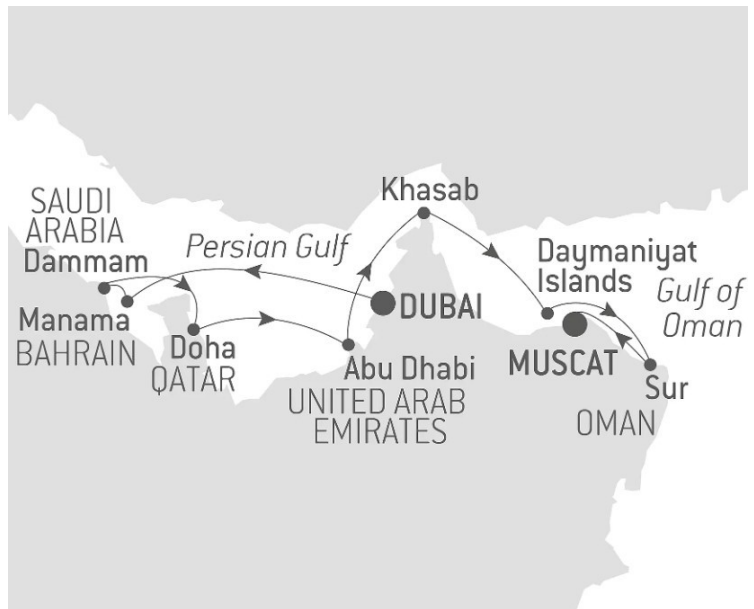 Khasab
SAUDI
ARABIA
Dammam
Persian Gulf
Daymaniyat
Islands
Gulf of
Oman
Manama
BAHRAIN
Doha
QATAR
DUBAI
Abu Dhabi
UNITED ARAB
EMIRATES
MUSCAT
Sur
OMAN